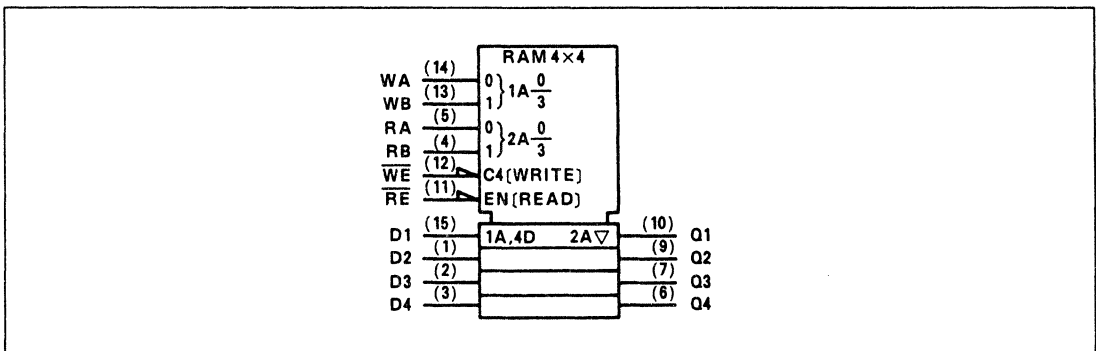 RAM 4×4
WA (14) 0 } 1A 0/3
WB (13) 1
RA (5) 0 } 2A 0/3
RB (4) 1
W̅E̅ (12) C4[WRITE]
R̅E̅ (11) EN[READ]
D1 (15) 1A,4D 2A▽ (10) Q1
D2 (1) (9) Q2
D3 (2) (7) Q3
D4 (3) (6) Q4